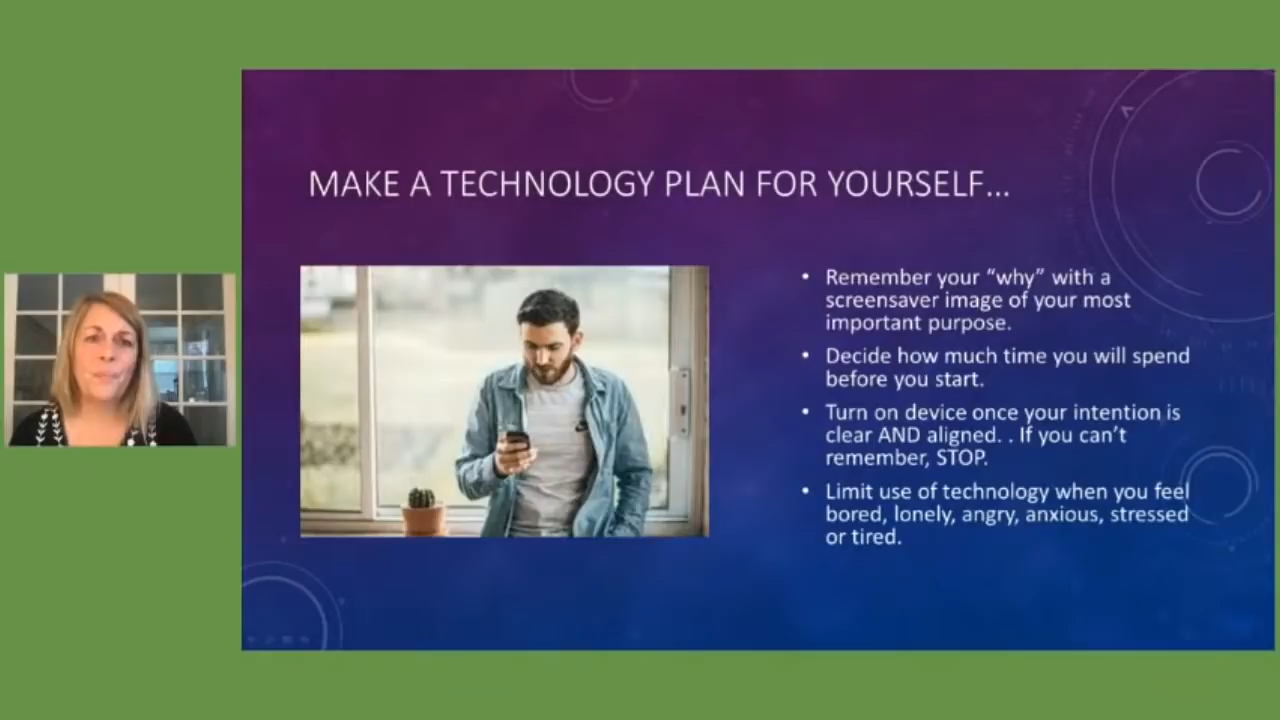 MAKE A TECHNOLOGY PLAN FOR YOURSELF...
• Remember your “why” with a
screensaver image of your most
important purpose.
• Decide how much time you will spend
before you start.
• Turn on device once your intention is
clear AND aligned. . If you can’t
remember, STOP.
• Limit use of technology when you feel
bored, lonely, angry, anxious, stressed
or tired.